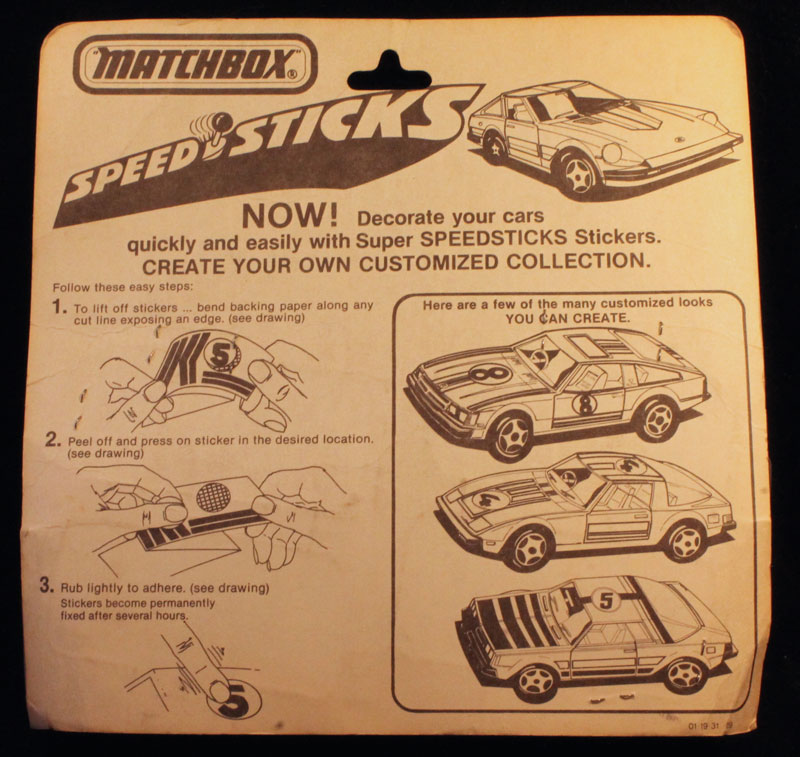 "MATCHBOX"®
SPEED STICKS
NOW! Decorate your cars
quickly and easily with Super SPEEDSTICKS Stickers.
CREATE YOUR OWN CUSTOMIZED COLLECTION.
Follow these easy steps:
1. To lift off stickers ... bend backing paper along any
cut line exposing an edge. (see drawing)
5
2. Peel off and press on sticker in the desired location.
(see drawing)
3. Rub lightly to adhere. (see drawing)
Stickers become permanently
fixed after several hours.
5
Here are a few of the many customized looks
YOU CAN CREATE.
8
8
4
4
5
01 19 31